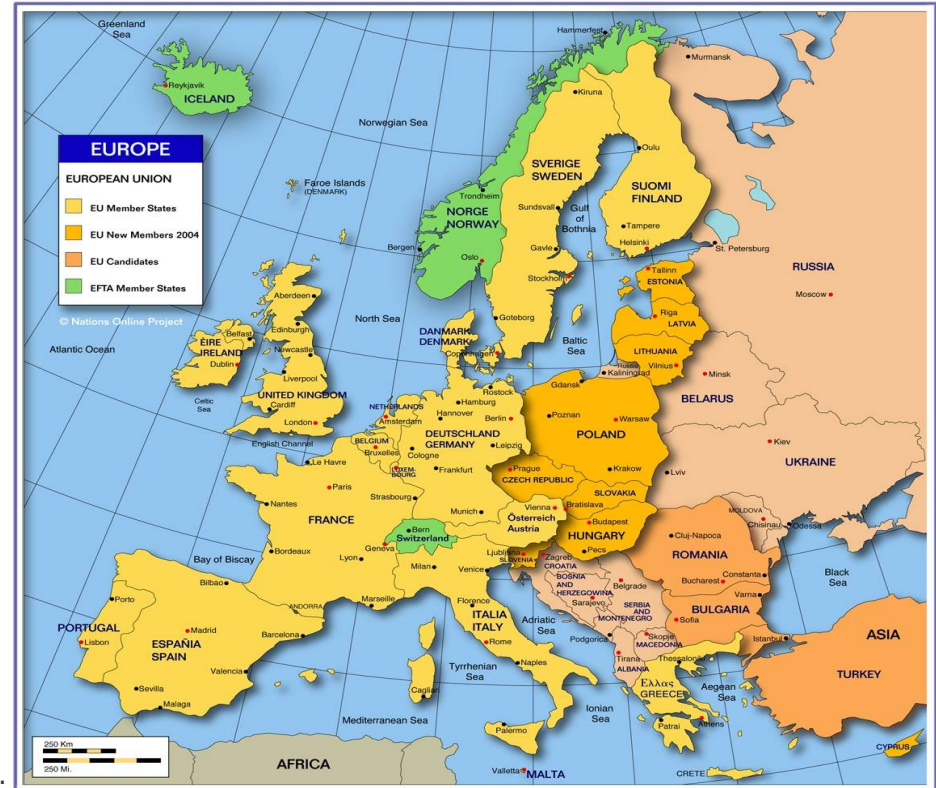 Greenland
Sea
Hammerfest
Murmansk
Reykjavik
ICELAND
Kiruna
Norwegian Sea
EUROPE
EUROPEAN UNION
EU Member States
EU New Members 2004
EU Candidates
EFTA Member States
© Nations Online Project
Faroe Islands
(DENMARK)
Oulu
SVERIGE
SWEDEN
SUOMI
FINLAND
Trondheim
NORGE
NORWAY
Sundsvall
Gulf
of
Bothnia
Tampere
Helsinki
Bergen
Oslo
Gavle
Stockholm
St. Petersburg
RUSSIA
Moscow
Tallinn
ESTONIA
Riga
LATVIA
LITHUANIA
Vilnius
Russia
Kaliningrad
Minsk
BELARUS
Aberdeen
Edinburgh
North Sea
Goteborg
DANMARK
DENMARK
Copenhagen
Baltic
Sea
Atlantic Ocean
Belfast
ÈIRE
IRELAND
Dublin
Newcastle
Liverpool
UNITED KINGDOM
Cardiff
London
Celtic
Sea
English Channel
NETHERLANDS
Amsterdam
BELGIUM
Bruxelles
LUXEM-
BOURG
Rostock
Hamburg
Hannover
Berlin
DEUTSCHLAND
GERMANY
Leipzig
Cologne
Frankfurt
Gdansk
Poznan
Warsaw
POLAND
Krakow
Kiev
UKRAINE
Lviv
Le Havre
Paris
Strasbourg
Nantes
FRANCE
Munich
Prague
CZECH REPUBLIC
SLOVAKIA
Vienna
Bratislava
Österreich
Austria
Budapest
HUNGARY
Pecs
MOLDOVA
Chisinau
Odessa
Bern
Switzerland
Geneva
Bay of Biscay
Bordeaux
Lyon
Milan
Venice
Ljubljana
SLOVENIA
Zagreb
CROATIA
BOSNIA
AND
HERZEGOWINA
Sarajevo
Belgrade
SERBIA
AND
MONTENEGRO
Cluj-Napoca
ROMANIA
Bucharest
Constanta
Black
Sea
Varna
BULGARIA
Sofia
Bilbao
Porto
PORTUGAL
Lisbon
Madrid
ESPAÑIA
SPAIN
ANDORRA
Barcelona
Marseille
Florence
ITALIA
ITALY
Rome
Adriatic
Sea
Podgorica
Skopje
MACEDONIA
Tirana
ALBANIA
Istanbul
ASIA
TURKEY
Valencia
Sevilla
Malaga
Cagliari
Tyrrhenian
Sea
Naples
Thessaloniki
Ελλας
GREECE
Aegean
Sea
Patrai
Athens
Ionian
Sea
Mediterranean Sea
Palermo
250 Km
250 Mi.
AFRICA
Valletta
MALTA
CRETE
CYPRUS
.